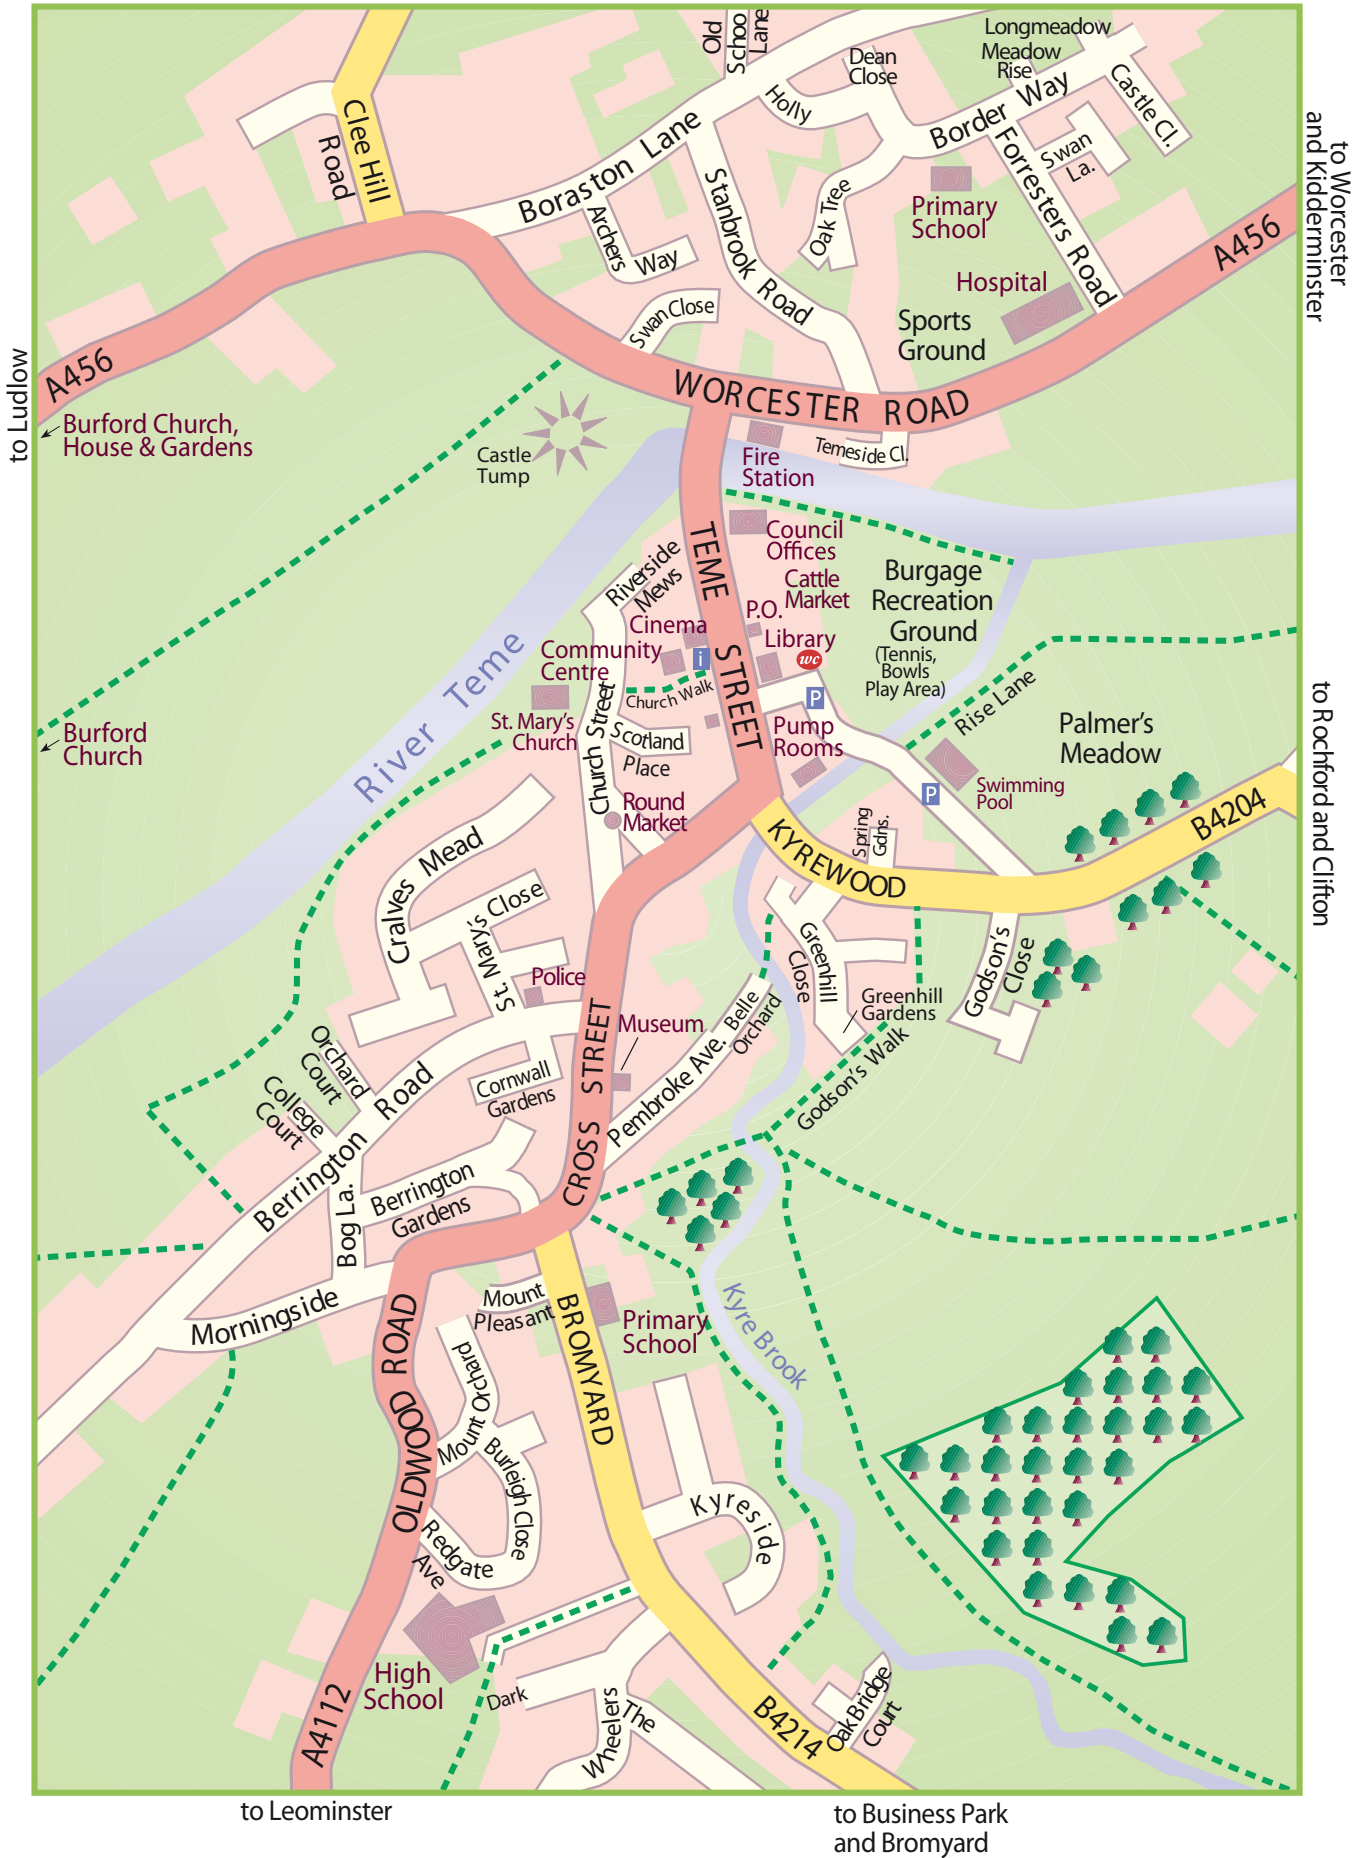 Old
School
Lane
Longmeadow
Meadow
Rise
Dean
Close
Holly
Border Way
Castle Cl.
Swan
La.
Clee Hill
Road
Boraston Lane
Stanbrook Road
Archers
Way
Oak Tree
Primary
School
Forresters Road
Hospital
Sports
Ground
A456
to Worcester
and Kidderminster
Swan Close
A456
to Ludlow
Burford Church,
House & Gardens
WORCESTER ROAD
Castle
Tump
Temeside Cl.
Fire
Station
Council
Offices
Cattle
Market
TEME STREET
Riverside
Mews
P.O.
Library
wc
Cinema
i
Community
Centre
Church Walk
Burgage
Recreation
Ground
(Tennis,
Bowls
Play Area)
River Teme
St. Mary's
Church
Church Street
Scotland
Place
P
Pump
Rooms
Rise Lane
Palmer's
Meadow
Swimming
Pool
P
Burford
Church
Round
Market
to Rochford and Clifton
B4204
KYREWOOD
Spring
Gdns.
Cralves Mead
St. Mary's Close
Police
Greenhill
Close
Greenhill
Gardens
Godson's
Close
Godson's Walk
Museum
Belle
Orchard
Pembroke Ave.
Orchard
Court
College
Court
Berrington Road
Cornwall
Gardens
CROSS STREET
Berrington
Gardens
Bog La.
Morningside
Mount
Pleasant
Primary
School
Kyre Brook
OLDWOOD ROAD
BROMYARD
Mount Orchard
Burleigh Close
Kyreside
Redgate
Ave
High
School
Dark
The
Wheelers
B4214
Oak Bridge
Court
A4112
to Leominster
to Business Park
and Bromyard